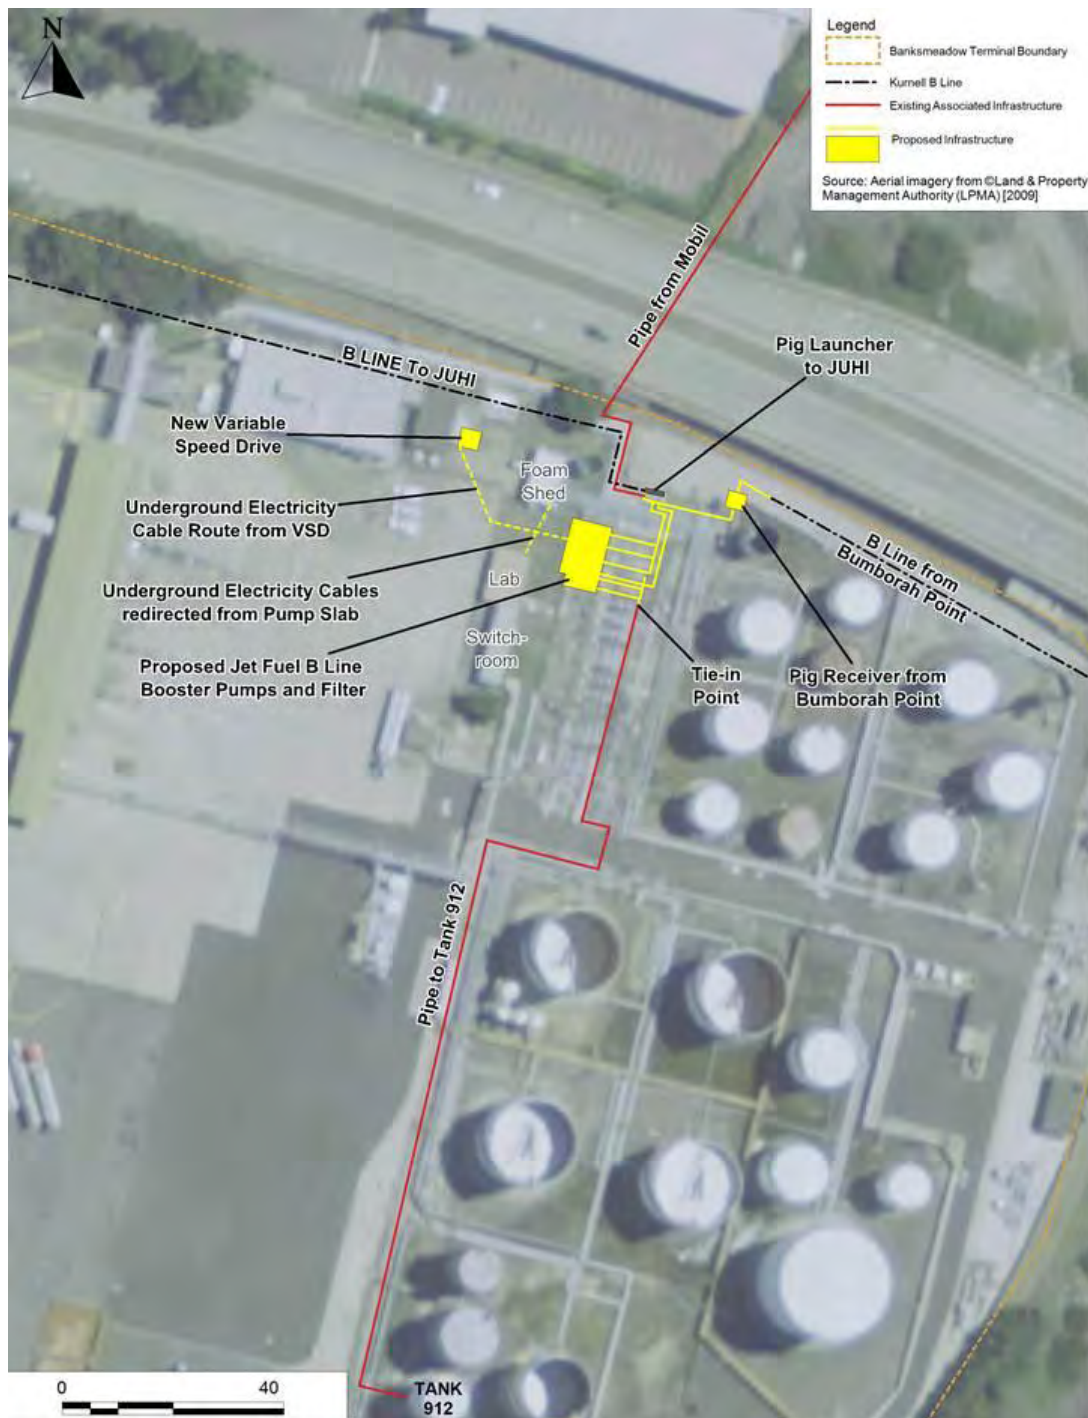 N
Legend
Banksmeadow Terminal Boundary
Kurnell B Line
Existing Associated Infrastructure
Proposed Infrastructure
Source: Aerial imagery from ©Land & Property
Management Authority (LPMA) [2009]
Pipe from Mobil
B LINE To JUHI
Pig Launcher
to JUHI
New Variable
Speed Drive
Foam
Shed
Underground Electricity
Cable Route from VSD
B Line from
Bumborah Point
Lab
Underground Electricity Cables
redirected from Pump Slab
Switch-
room
Proposed Jet Fuel B Line
Booster Pumps and Filter
Tie-in
Point
Pig Receiver from
Bumborah Point
Pipe to Tank 912
TANK
912
0 40